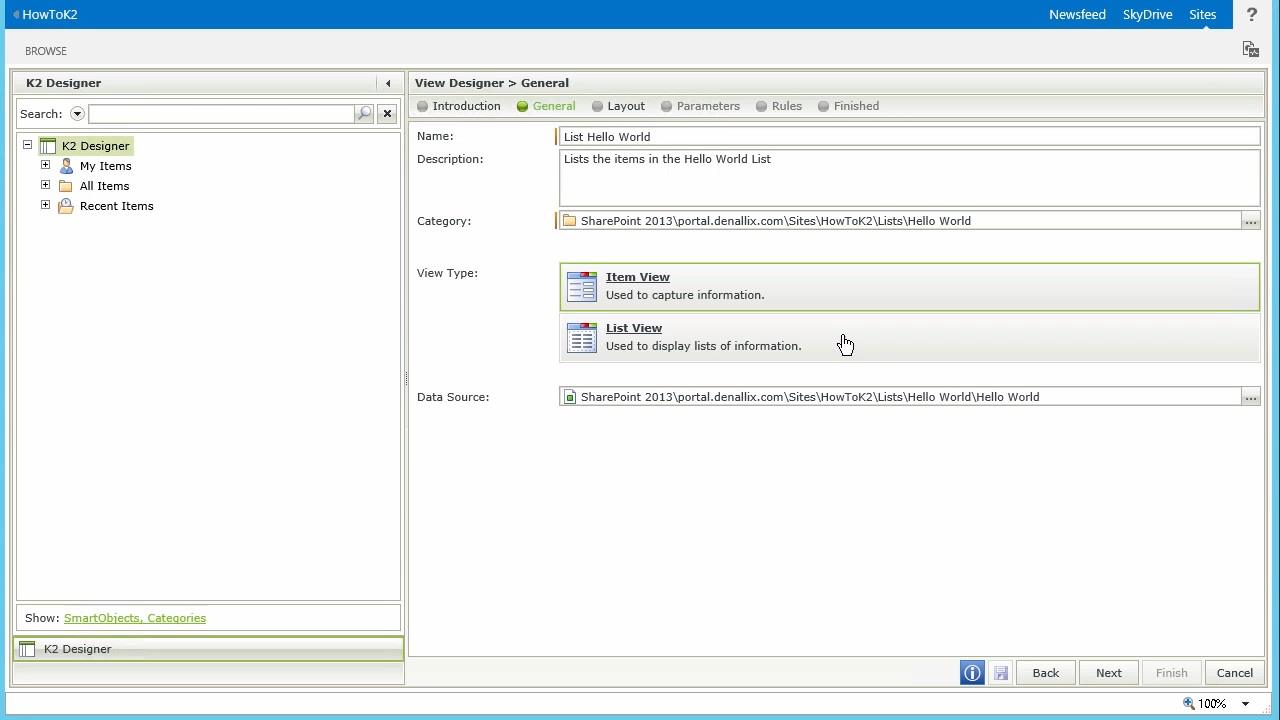 HowToK2
Newsfeed SkyDrive Sites ?
BROWSE
K2 Designer
View Designer > General
Search:
Introduction General Layout Parameters Rules Finished
Name: List Hello World
K2 Designer
Description: Lists the items in the Hello World List
My Items
All Items
Recent Items
Category: SharePoint 2013\portal.denallix.com\Sites\HowToK2\Lists\Hello World ...
View Type: Item View
Used to capture information.
List View
Used to display lists of information.
Data Source: SharePoint 2013\portal.denallix.com\Sites\HowToK2\Lists\Hello World\Hello World ...
Show: SmartObjects, Categories
K2 Designer
Back Next Finish Cancel
100%